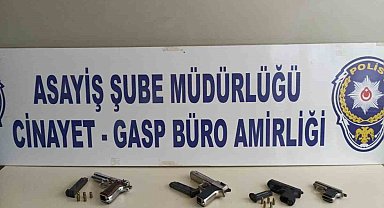 ASAYİŞ ŞUBE MÜDÜRLÜĞÜ
CİNAYET - GASP BÜRO AMİRLİĞİ
POLİS